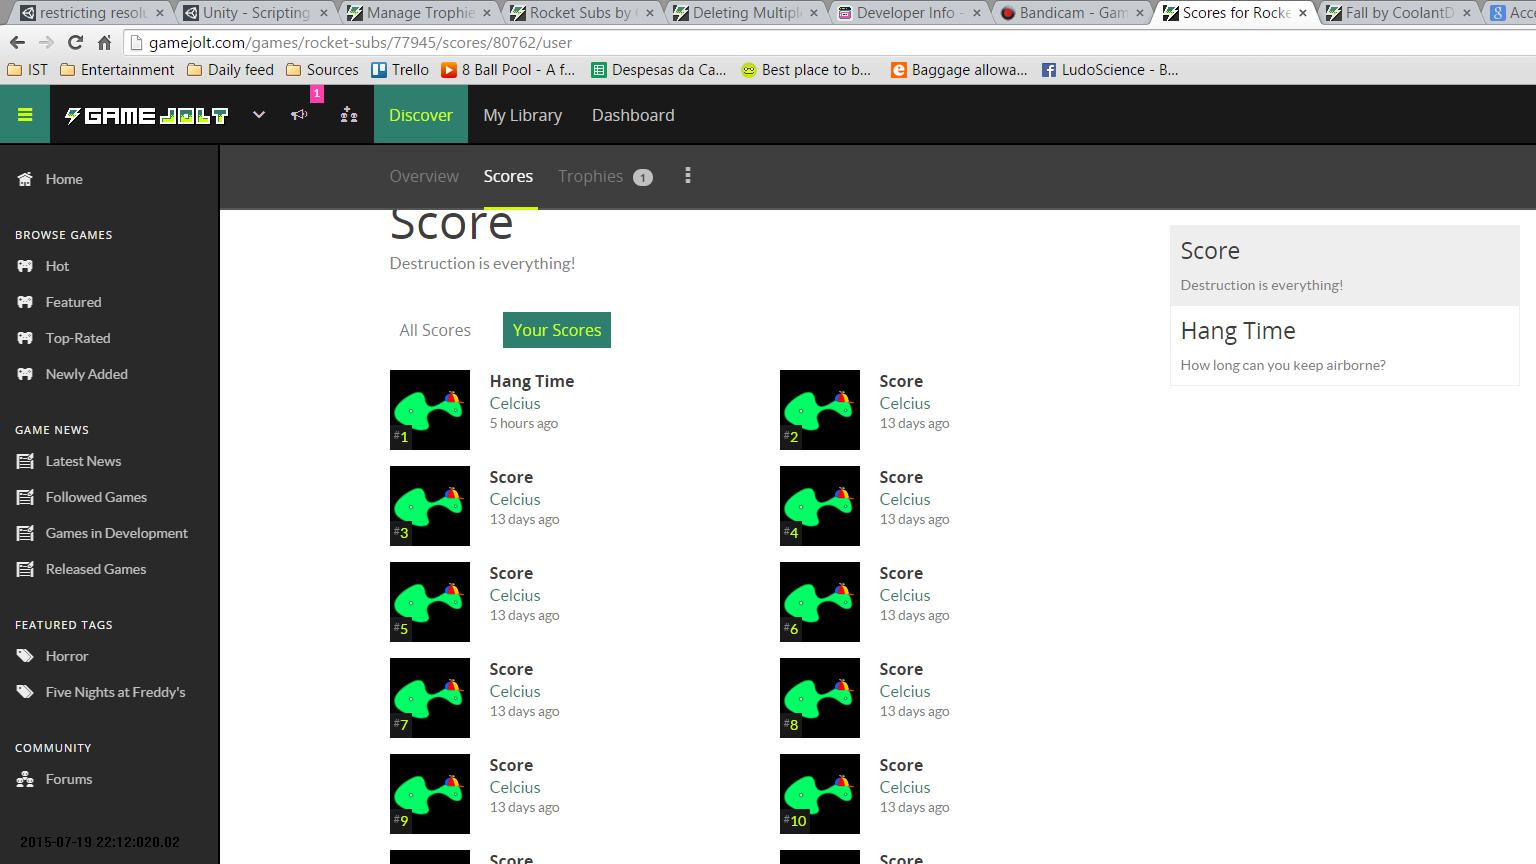 restricting resolu
Unity - Scripting
Manage Trophie
Rocket Subs by
Deleting Multipl
Developer Info -
Bandicam - Gam
Scores for Rocke
Fall by CoolantD
Acce
gamejolt.com/games/rocket-subs/77945/scores/80762/user
IST
Entertainment
Daily feed
Sources
Trello
8 Ball Pool - A f...
Despesas da Ca...
Best place to b...
Baggage allowa...
LudoScience - B...
GAME JOLT
1
Discover
My Library
Dashboard
Overview
Scores
Trophies 1
Home
BROWSE GAMES
Hot
Featured
Top-Rated
Newly Added
GAME NEWS
Latest News
Followed Games
Games in Development
Released Games
FEATURED TAGS
Horror
Five Nights at Freddy's
COMMUNITY
Forums
2015-07-19 22:12:020.02
Score
Destruction is everything!
All Scores
Your Scores
#1
Hang Time
Celcius
5 hours ago
#2
Score
Celcius
13 days ago
#3
Score
Celcius
13 days ago
#4
Score
Celcius
13 days ago
#5
Score
Celcius
13 days ago
#6
Score
Celcius
13 days ago
#7
Score
Celcius
13 days ago
#8
Score
Celcius
13 days ago
#9
Score
Celcius
13 days ago
#10
Score
Celcius
13 days ago
Score
Score
Score
Destruction is everything!
Hang Time
How long can you keep airborne?